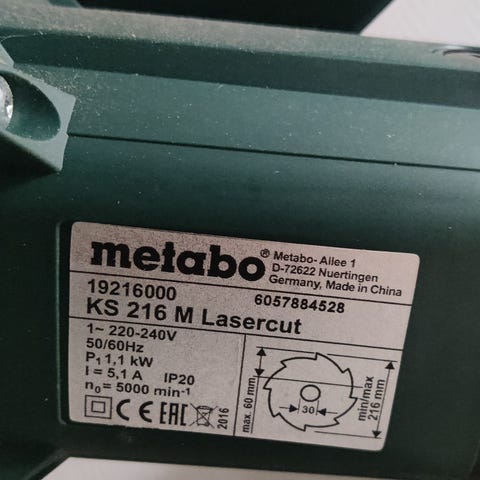 metabo®
Metabo- Allee 1
D-72622 Nuertingen
Germany, Made in China
19216000
6057884528
KS 216 M Lasercut
1~ 220-240V
50/60Hz
P₁ 1,1 kW
I = 5,1 A IP20
n₀ = 5000 min⁻¹
CE EAC 2016
max. 60 mm
30
min/max
216 mm